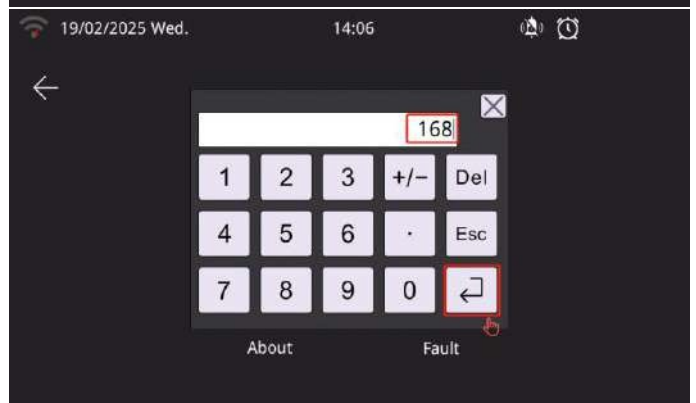 19/02/2025 Wed. 14:06
168
1 2 3 +/− Del
4 5 6 · Esc
7 8 9 0
About Fault